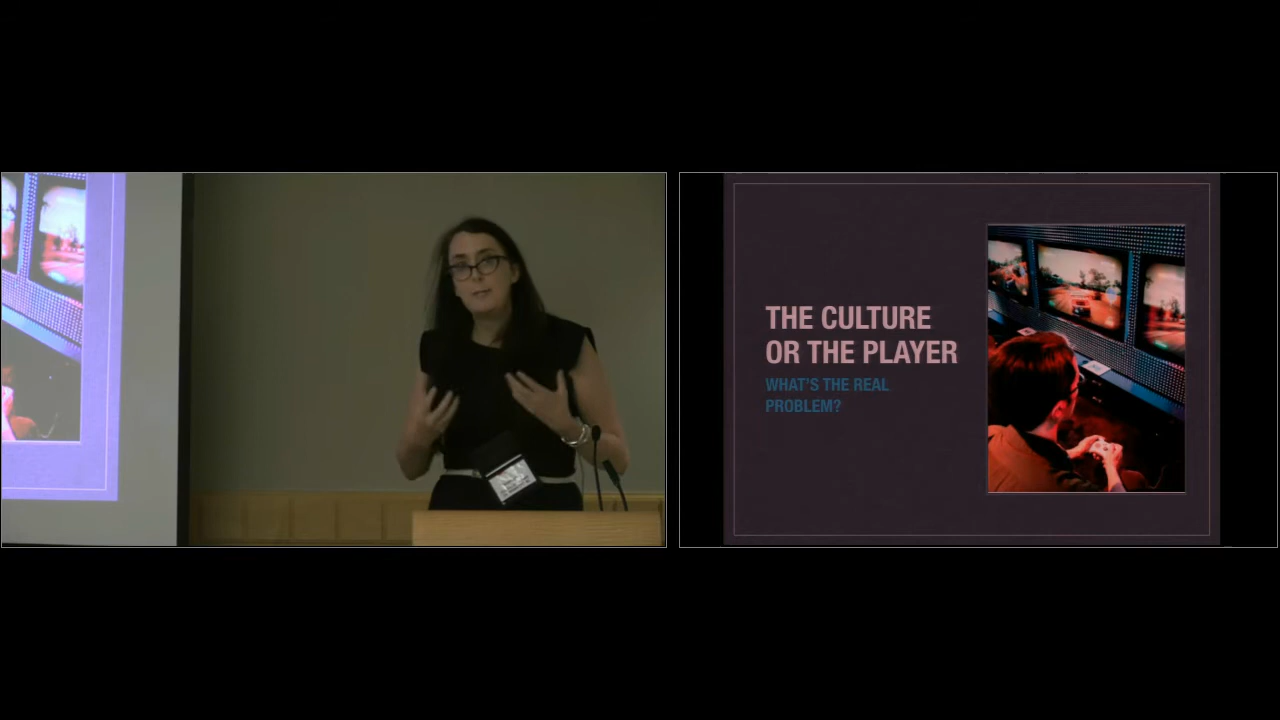 THE CULTURE
OR THE PLAYER
WHAT'S THE REAL
PROBLEM?